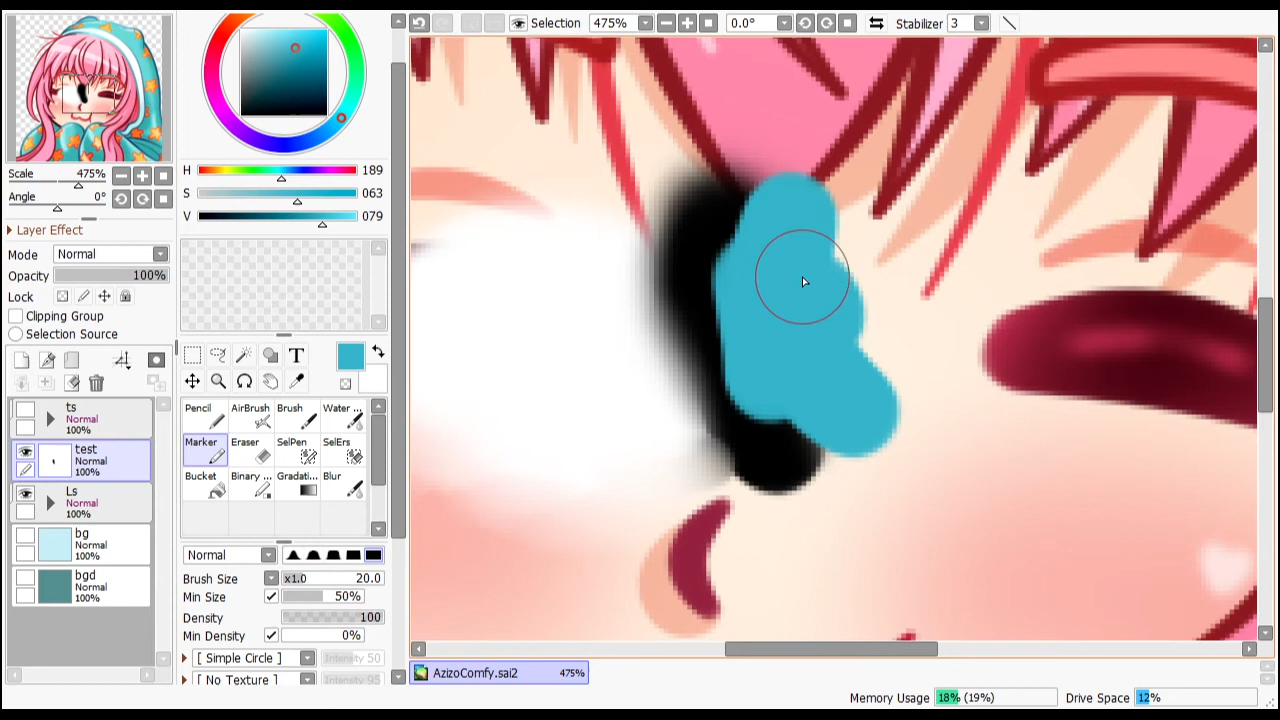 Selection 475% 0.0° Stabilizer 3
Scale 475%
Angle 0°
Layer Effect
Mode Normal
Opacity 100%
Lock
Clipping Group
Selection Source
ts
Normal
100%
test
Normal
100%
Ls
Normal
100%
bg
Normal
100%
bgd
Normal
100%
H 189
S 063
V 079
T
Pencil AirBrush Brush Water ...
Marker Eraser SelPen SelErs
Bucket Binary ... Gradati... Blur
Normal
Brush Size x1.0 20.0
Min Size 50%
Density 100
Min Density 0%
[ Simple Circle ] Intensity 50
[ No Texture ] Intensity 95
AzizoComfy.sai2 475%
Memory Usage 18% (19%) Drive Space 12%